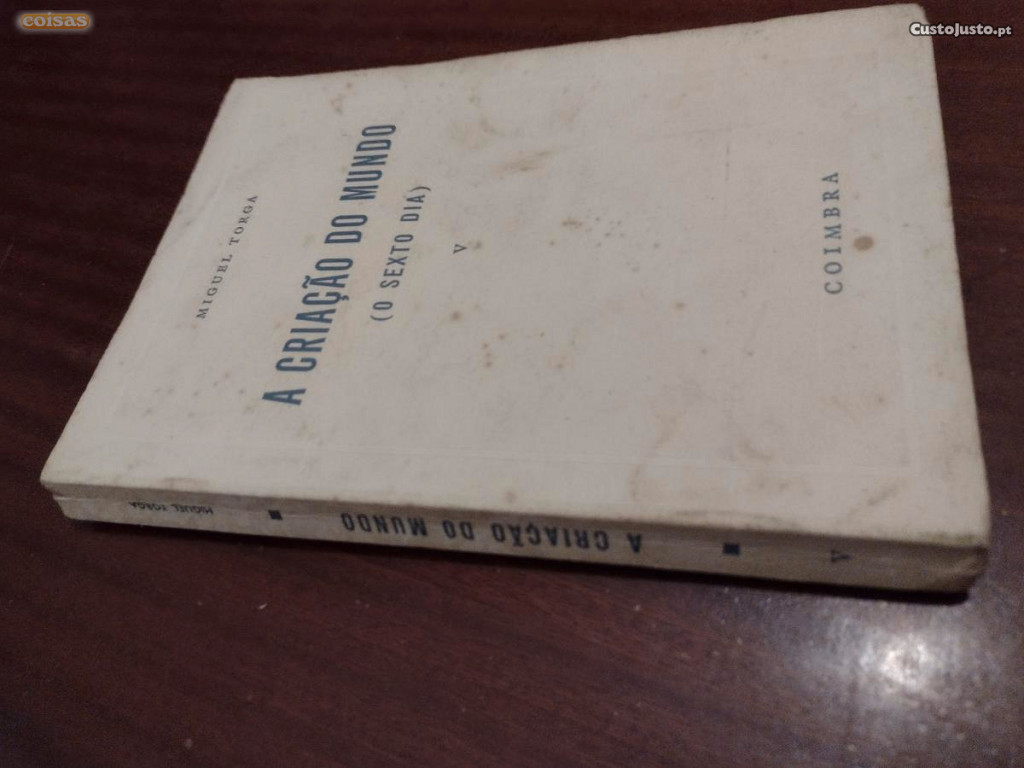 coisas
CustoJusto.pt
MIGUEL TORGA
A CRIAÇÃO DO MUNDO
(O SEXTO DIA)
V
COIMBRA
MIGUEL TORGA ■ A CRIAÇÃO DO MUNDO ■ V